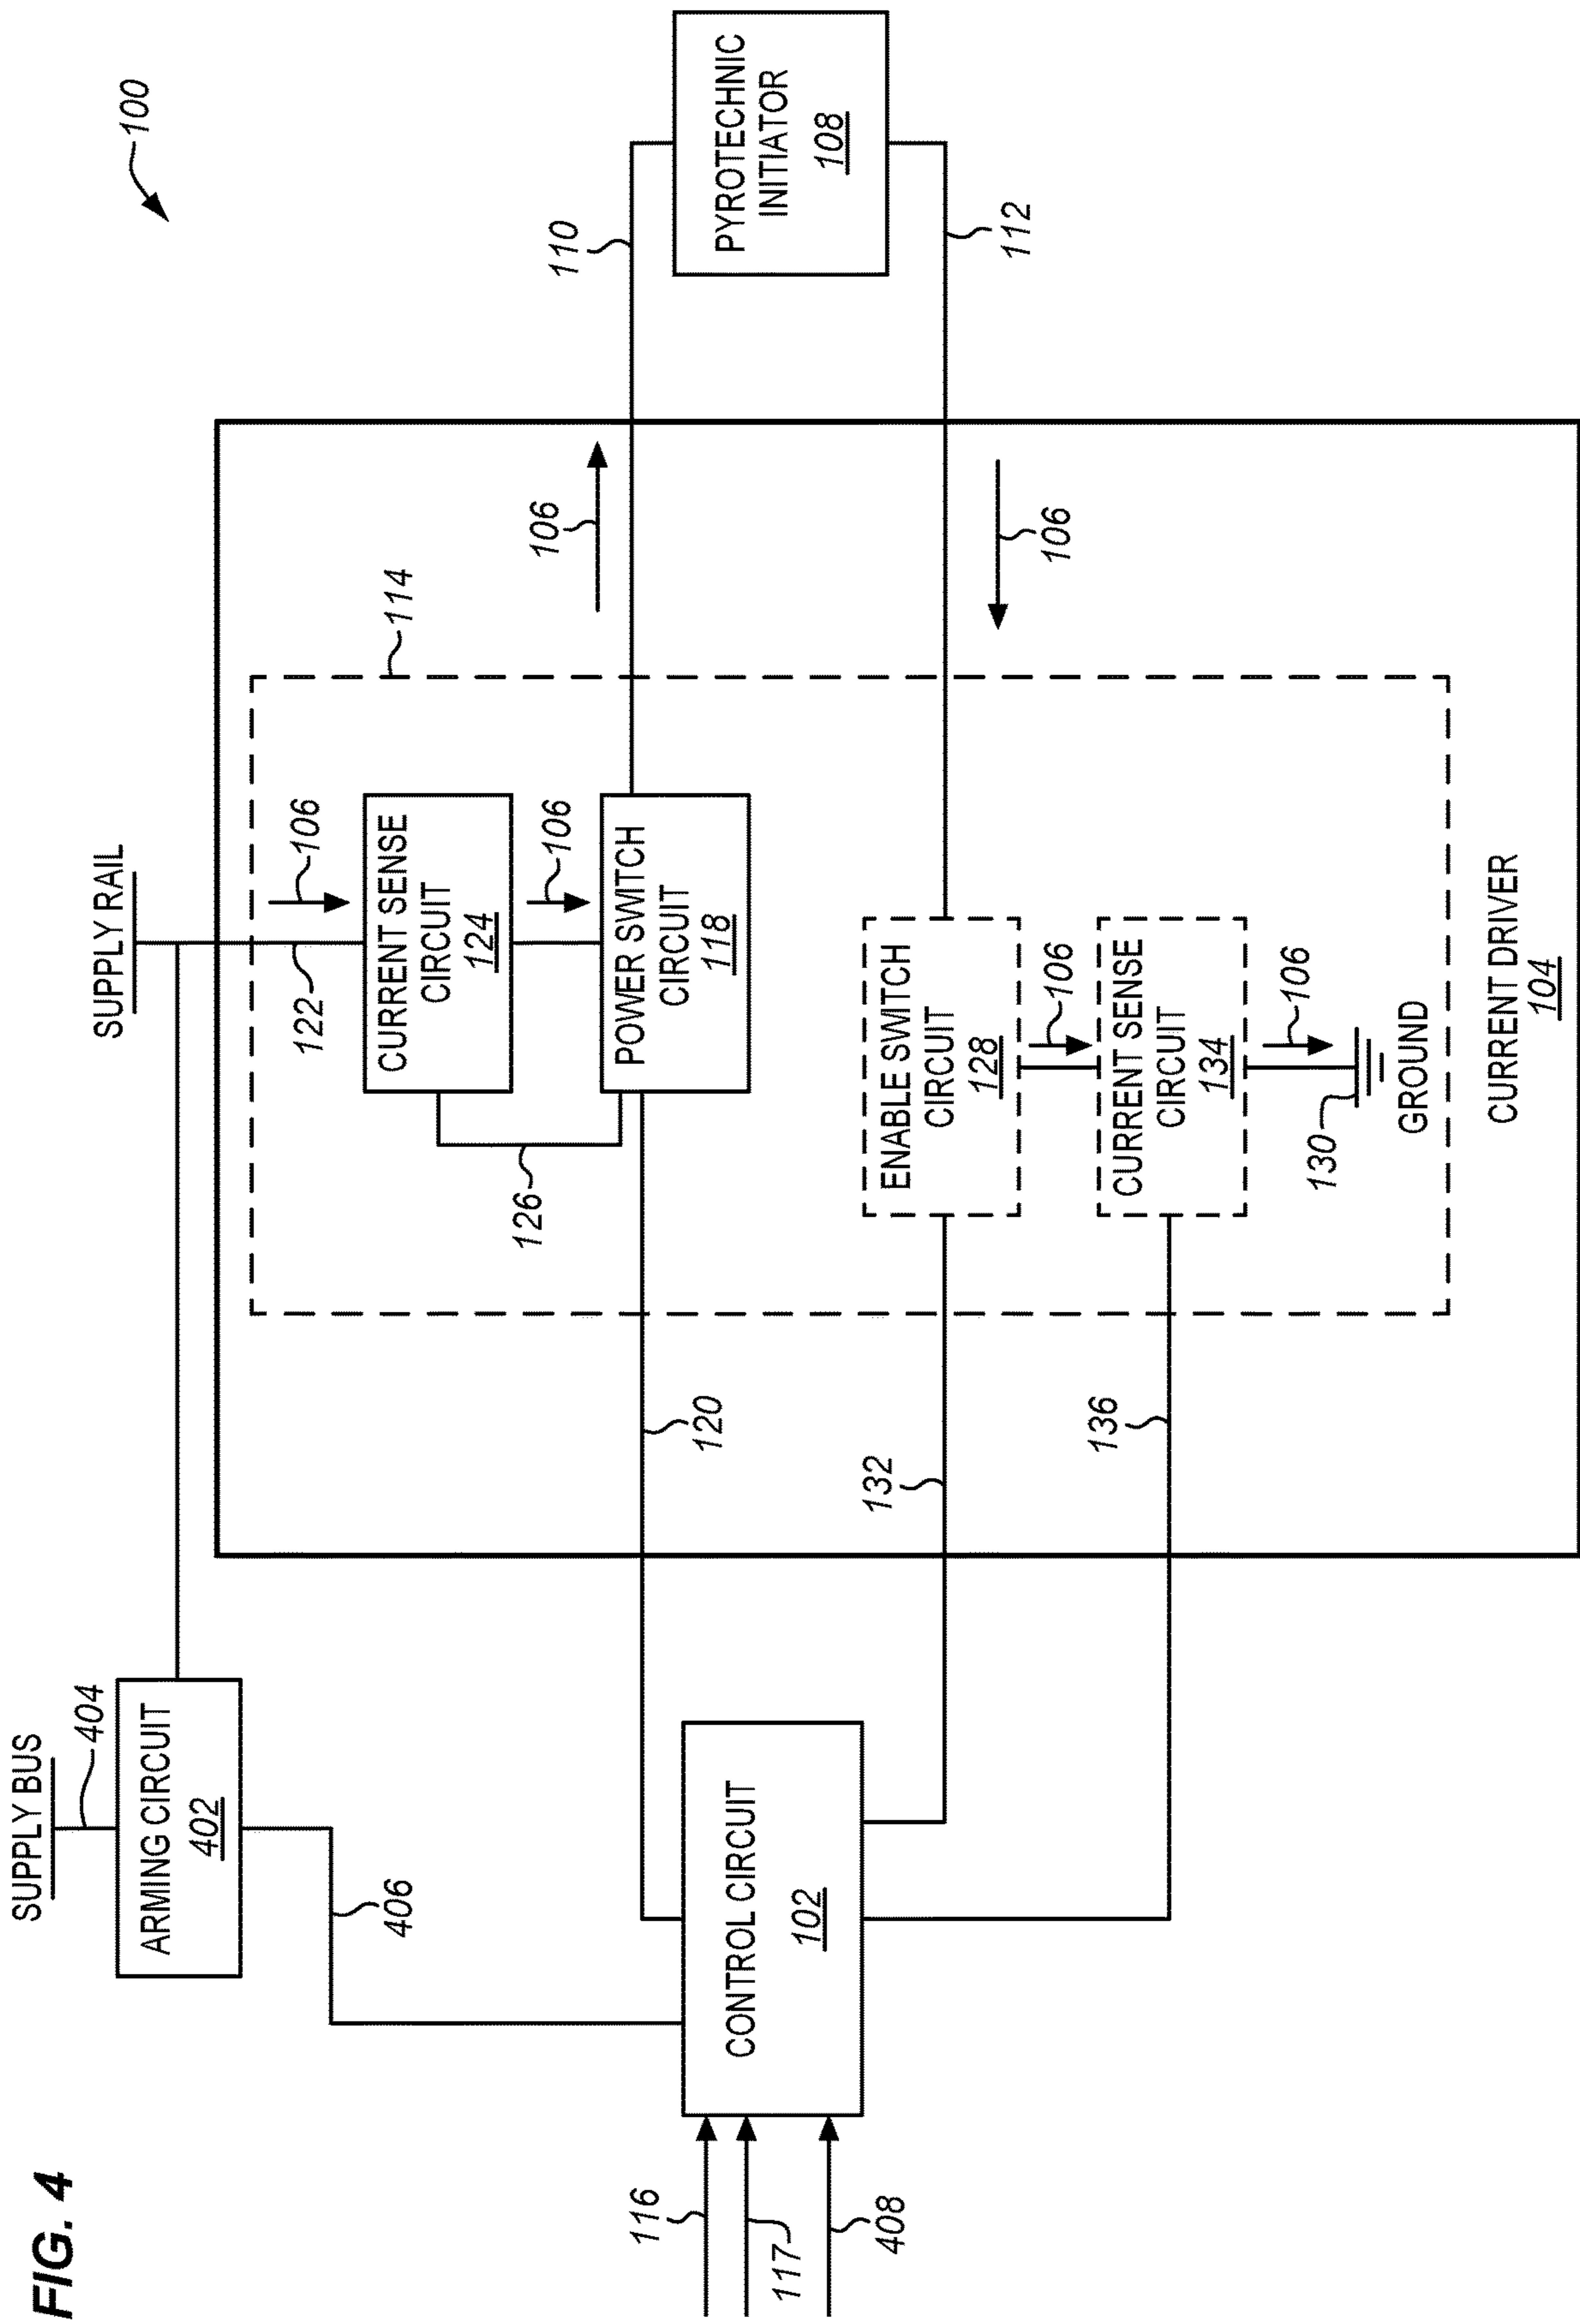 FIG. 4
100
SUPPLY BUS
404
ARMING CIRCUIT
402
406
SUPPLY RAIL
122
106
114
CURRENT SENSE
CIRCUIT
124
106
126
POWER SWITCH
CIRCUIT
118
106
110
PYROTECHNIC
INITIATOR
108
112
106
116
117
408
CONTROL CIRCUIT
102
120
132
136
ENABLE SWITCH
CIRCUIT
128
106
CURRENT SENSE
CIRCUIT
134
106
130
GROUND
CURRENT DRIVER
104